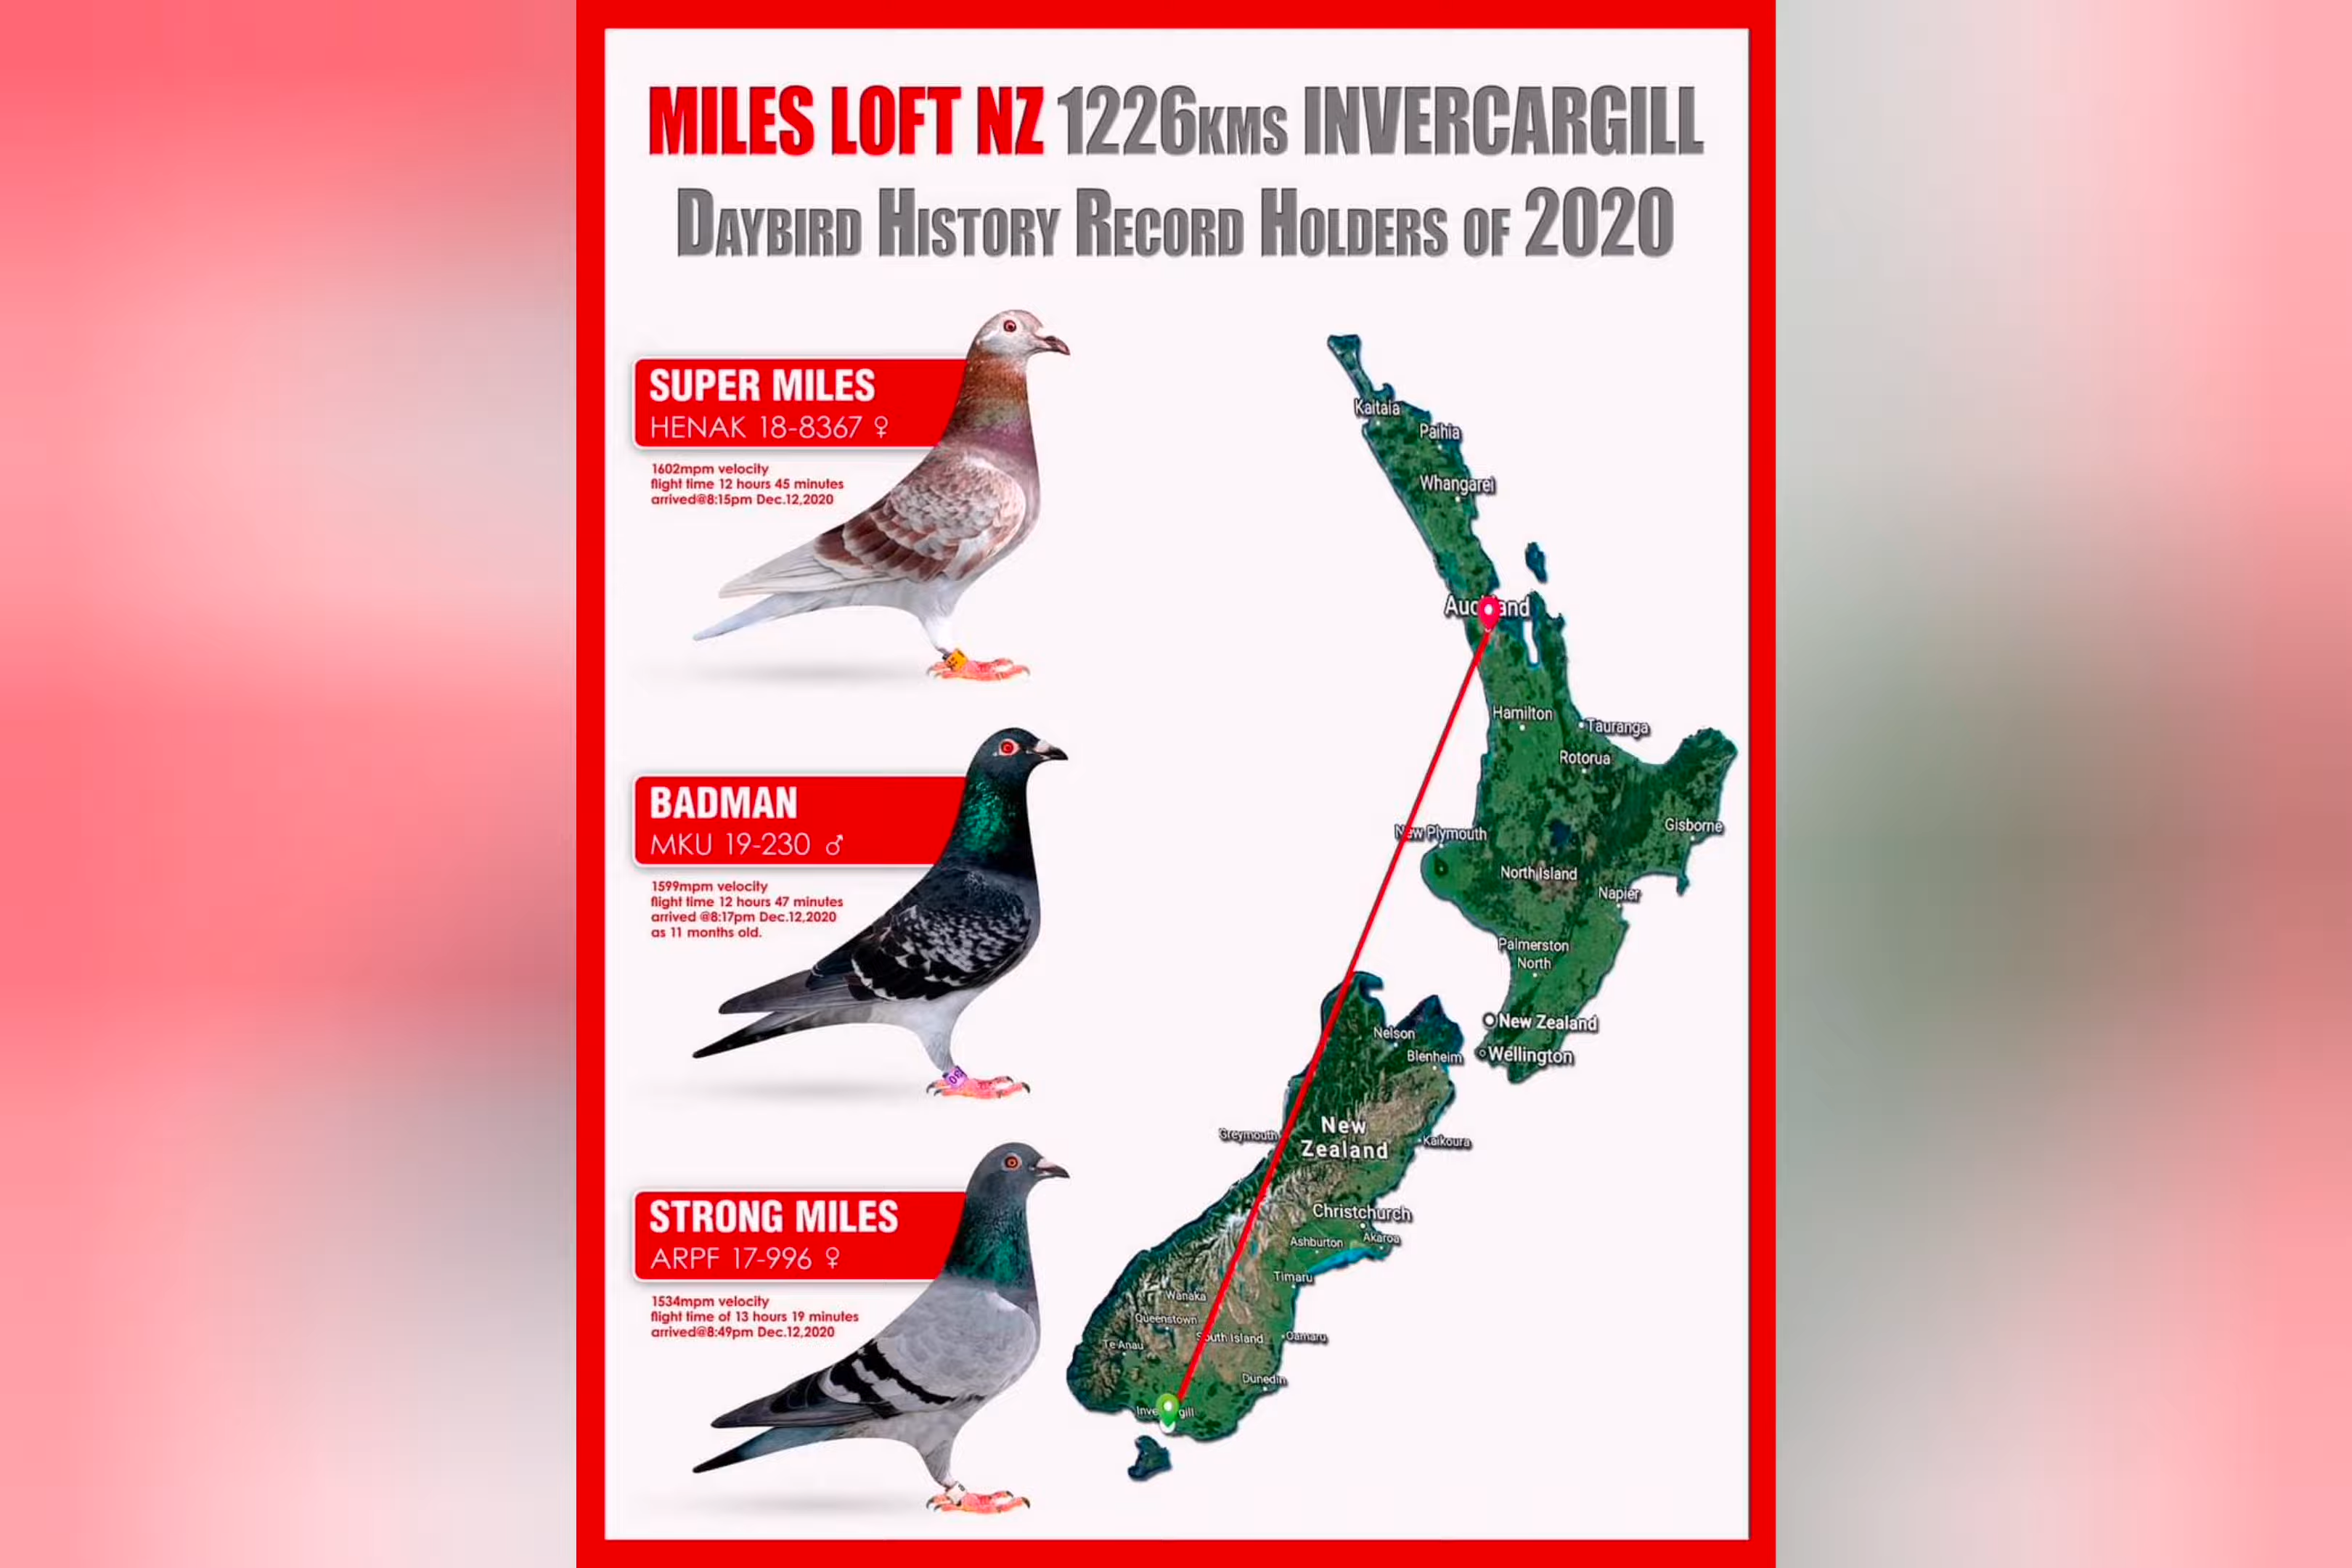 MILES LOFT NZ 1226KMS INVERCARGILL
DAYBIRD HISTORY RECORD HOLDERS OF 2020
SUPER MILES
HENAK 18-8367 ♀
1602mpm velocity
flight time 12 hours 45 minutes
arrived@8:15pm Dec.12,2020
BADMAN
MKU 19-230 ♂
1599mpm velocity
flight time 12 hours 47 minutes
arrived @8:17pm Dec.12,2020
as 11 months old.
STRONG MILES
ARPF 17-996 ♀
1534mpm velocity
flight time of 13 hours 19 minutes
arrived@8:49pm Dec.12,2020
Kaitaia
Paihia
Whangarei
Auckland
Hamilton
Tauranga
Rotorua
New Plymouth
Gisborne
North Island
Napier
Palmerston
North
New Zealand
Wellington
Nelson
Blenheim
New
Zealand
Greymouth
Kaikoura
Christchurch
Akaroa
Ashburton
Timaru
Wanaka
Queenstown
South Island
Oamaru
Te Anau
Dunedin
Invercargill